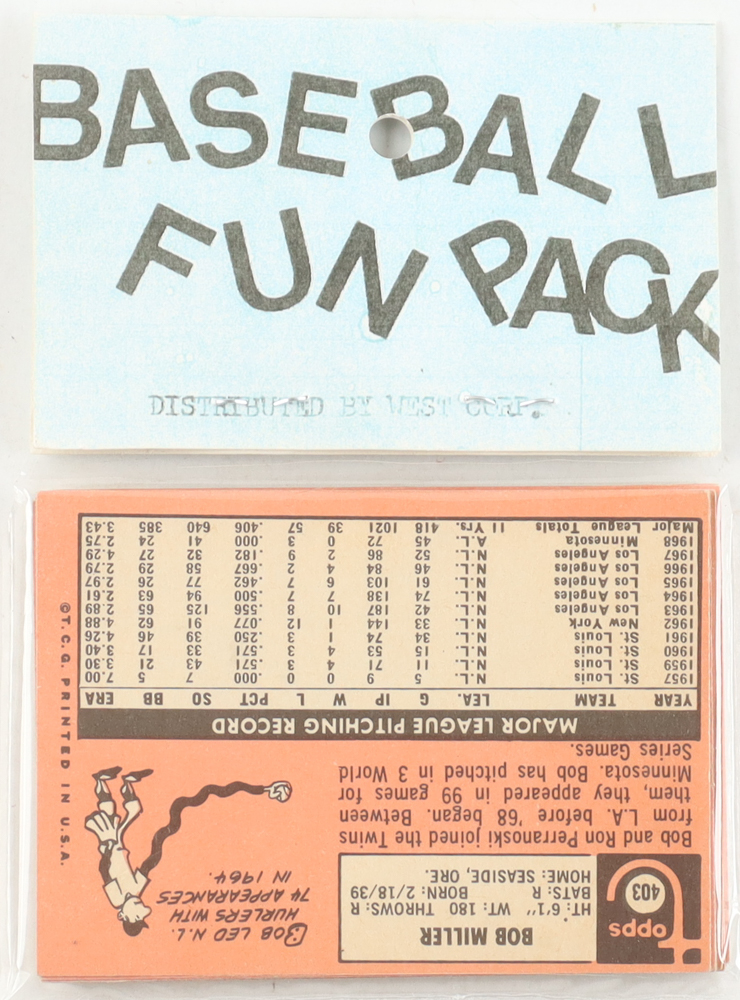 BASEBALL
FUN PACK
DISTRIBUTED BY WEST CORP.
Topps
403
BOB MILLER
HT: 6'1" WT: 180 THROWS: R
BATS: R BORN: 2/18/39
HOME: SEASIDE, ORE.
BOB LED N.L.
HURLERS WITH
74 APPEARANCES
IN 1964.
Bob and Ron Perranoski joined the Twins
from L.A. before '68 began. Between
them, they appeared in 99 games for
Minnesota. Bob has pitched in 3 World
Series Games.
MAJOR LEAGUE PITCHING RECORD
YEAR TEAM LEA. G IP W L PCT SO BB ERA
1957 St. Louis N.L. 5 9 0 0 .000 7 5 7.00
1959 St. Louis N.L. 11 71 4 3 .571 43 21 3.30
1960 St. Louis N.L. 15 53 4 3 .571 33 17 3.40
1961 St. Louis N.L. 34 74 1 3 .250 39 46 4.26
1962 New York N.L. 33 144 1 12 .077 91 62 4.88
1963 Los Angeles N.L. 42 187 10 8 .556 125 65 2.89
1964 Los Angeles N.L. 74 138 7 7 .500 94 63 2.61
1965 Los Angeles N.L. 61 103 6 7 .462 77 26 2.97
1966 Los Angeles N.L. 46 84 4 2 .667 58 29 2.79
1967 Los Angeles N.L. 52 86 2 9 .182 32 27 4.29
1968 Minnesota A.L. 45 72 0 3 .000 41 24 2.75
Major League Totals 11 Yrs. 418 1021 39 57 .406 640 385 3.43
©T.C.G. PRINTED IN U.S.A.